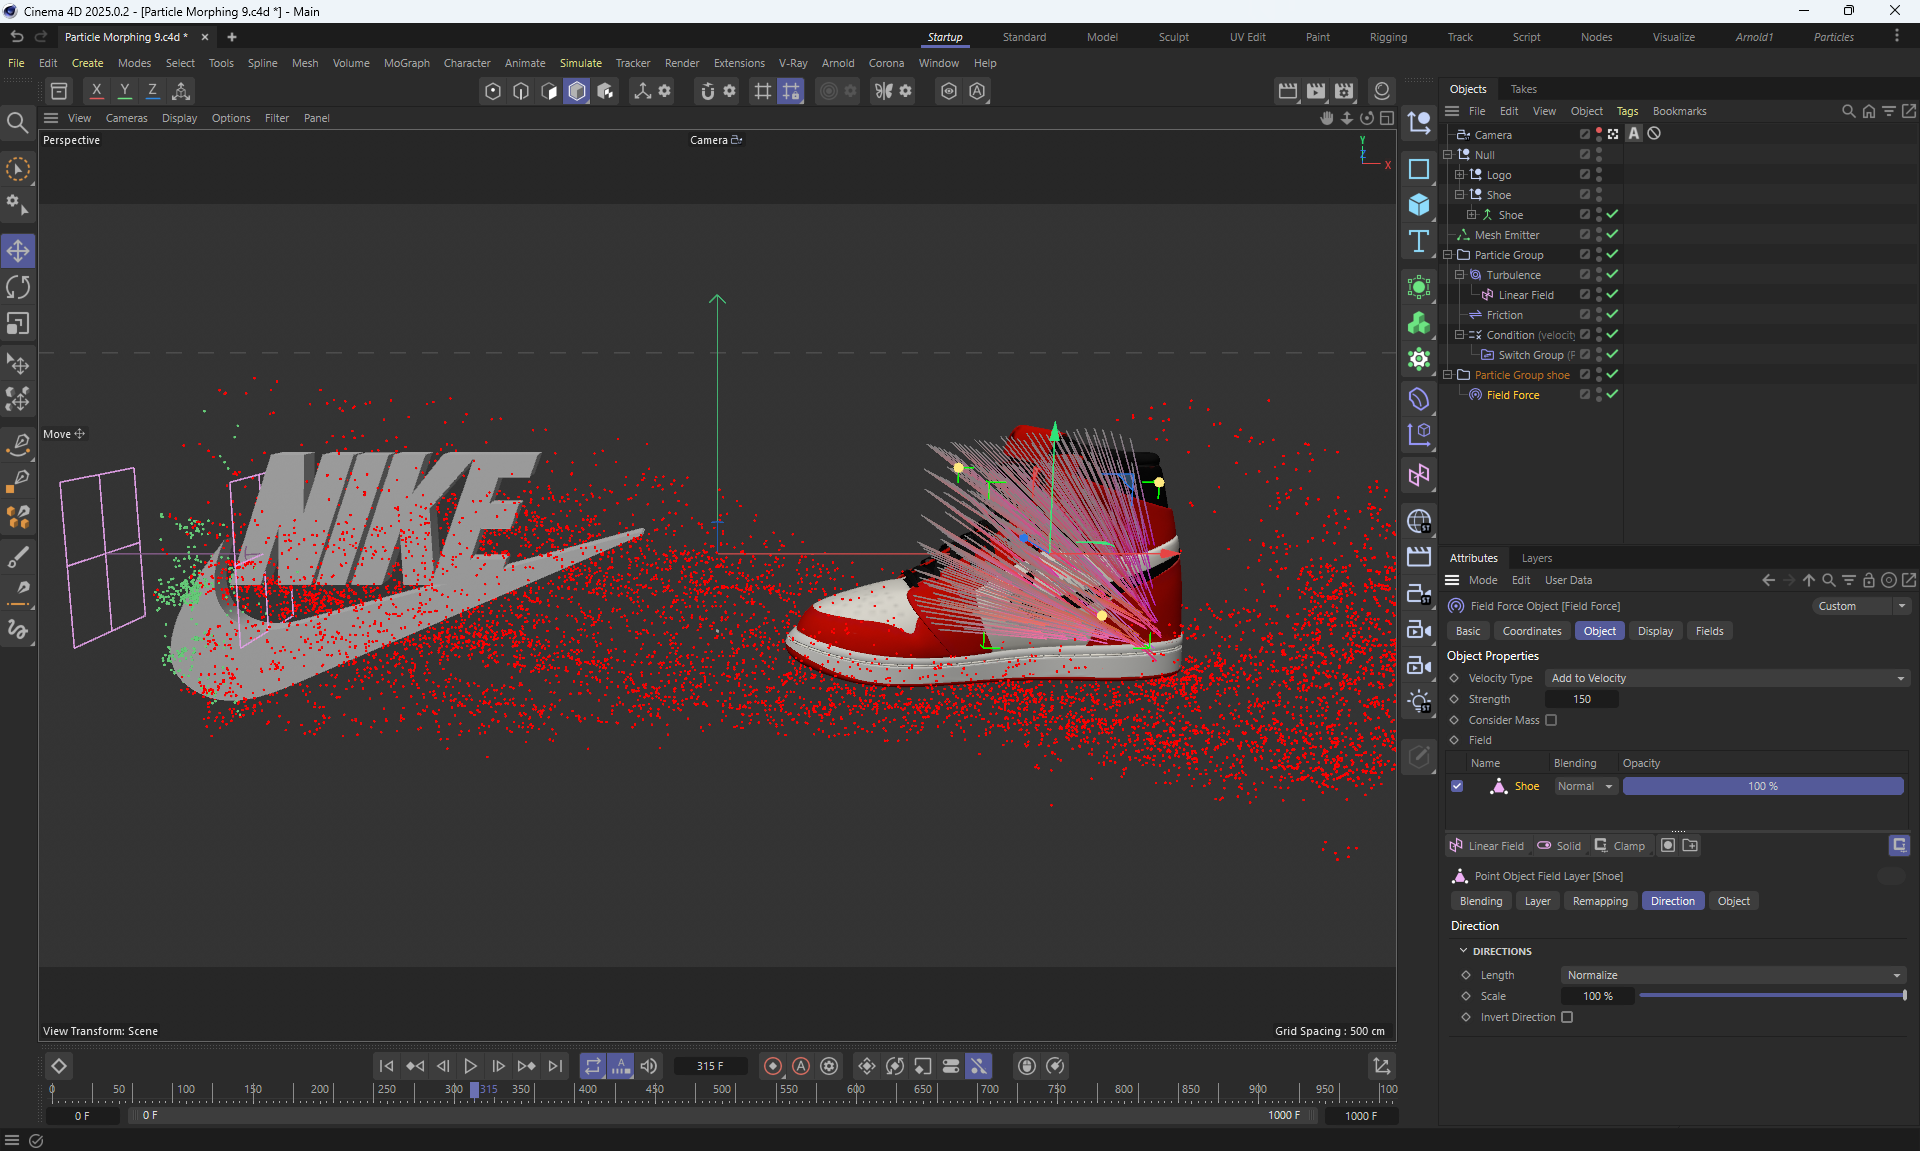 Cinema 4D 2025.0.2 - [Particle Morphing 9.c4d *] - Main
Particle Morphing 9.c4d *
Startup Standard Model Sculpt UV Edit Paint Rigging Track Script Nodes Visualize Arnold1 Particles
File Edit Create Modes Select Tools Spline Mesh Volume MoGraph Character Animate Simulate Tracker Render Extensions V-Ray Arnold Corona Window Help
X Y Z
View Cameras Display Options Filter Panel
Perspective
Camera
Y
Z
X
Move
NIKE
View Transform: Scene
Grid Spacing : 500 cm
315 F
0 50 100 150 200 250 300 315 350 400 450 500 550 600 650 700 750 800 850 900 950 100
0 F
0 F
1000 F
1000 F
Objects Takes
File Edit View Object Tags Bookmarks
Camera
A
Null
Logo
Shoe
Shoe
Mesh Emitter
Particle Group
Turbulence
Linear Field
Friction
Condition (velocit
Switch Group (F
Particle Group shoe
Field Force
ST
ST
ST
Attributes Layers
Mode Edit User Data
Field Force Object [Field Force]
Custom
Basic Coordinates Object Display Fields
Object Properties
Velocity Type Add to Velocity
Strength 150
Consider Mass
Field
Name Blending Opacity
Shoe Normal 100 %
Linear Field Solid Clamp
Point Object Field Layer [Shoe]
Blending Layer Remapping Direction Object
Direction
DIRECTIONS
Length Normalize
Scale 100 %
Invert Direction